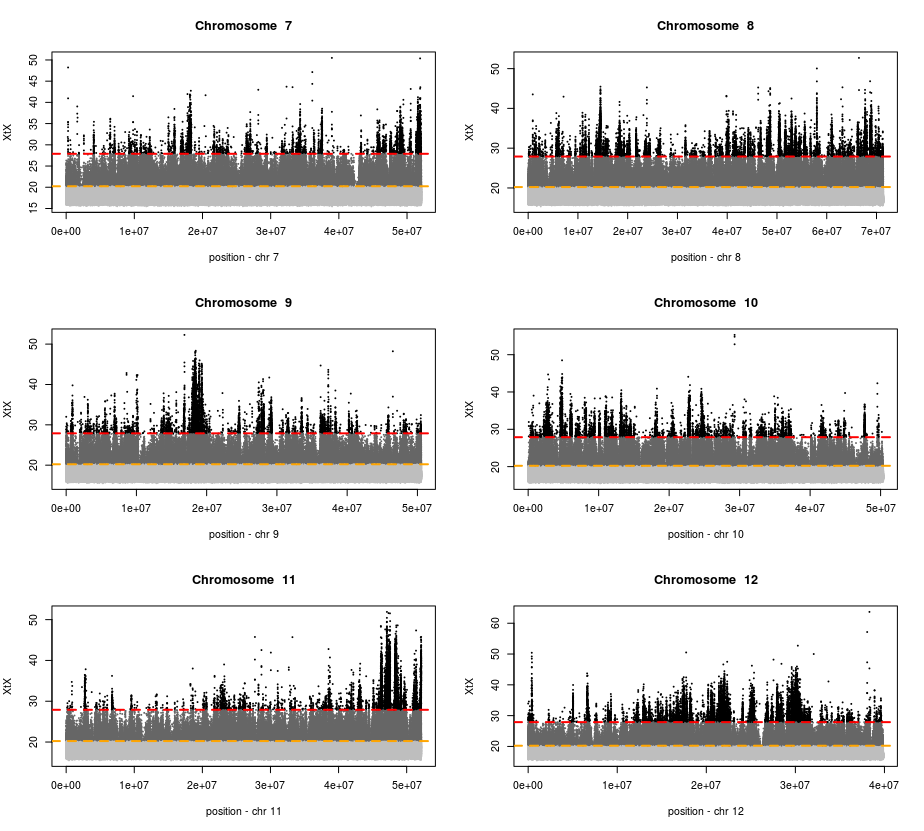 Chromosome 7
XtX
15 20 25 30 35 40 45 50
0e+00 1e+07 2e+07 3e+07 4e+07 5e+07
position - chr 7
Chromosome 8
XtX
20 30 40 50
0e+00 1e+07 2e+07 3e+07 4e+07 5e+07 6e+07 7e+07
position - chr 8
Chromosome 9
XtX
20 30 40 50
0e+00 1e+07 2e+07 3e+07 4e+07 5e+07
position - chr 9
Chromosome 10
XtX
20 30 40 50
0e+00 1e+07 2e+07 3e+07 4e+07 5e+07
position - chr 10
Chromosome 11
XtX
20 30 40 50
0e+00 1e+07 2e+07 3e+07 4e+07 5e+07
position - chr 11
Chromosome 12
XtX
20 30 40 50 60
0e+00 1e+07 2e+07 3e+07 4e+07
position - chr 12